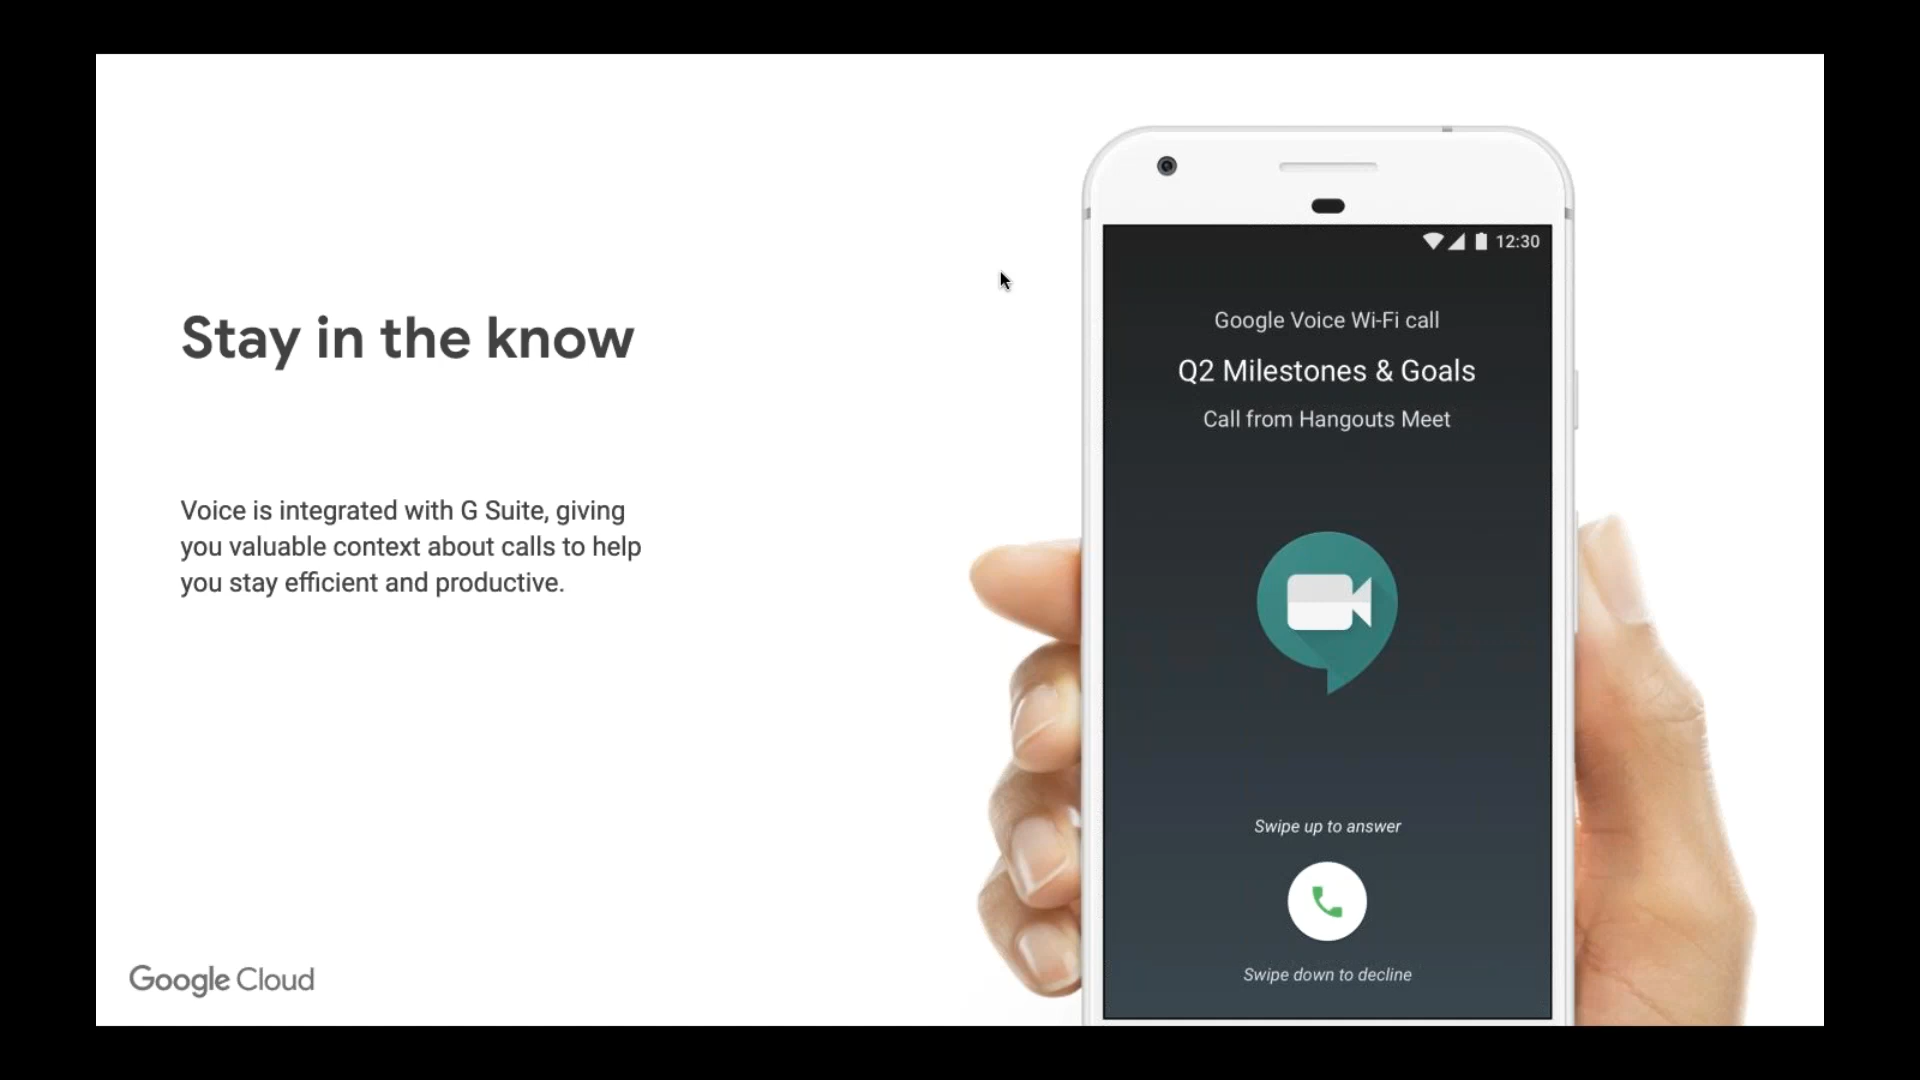 Stay in the know
Voice is integrated with G Suite, giving
you valuable context about calls to help
you stay efficient and productive.
Google Cloud
12:30
Google Voice Wi-Fi call
Q2 Milestones & Goals
Call from Hangouts Meet
Swipe up to answer
Swipe down to decline